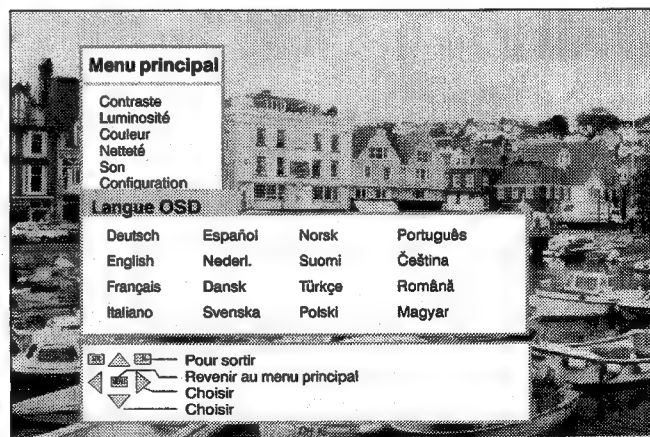 Menu principal
Contraste
Luminosité
Couleur
Netteté
Son
Configuration
Langue OSD
Deutsch Español Norsk Português
English Nederl. Suomi Čeština
Français Dansk Türkçe Română
Italiano Svenska Polski Magyar
Pour sortir
Revenir au menu principal
Choisir
Choisir